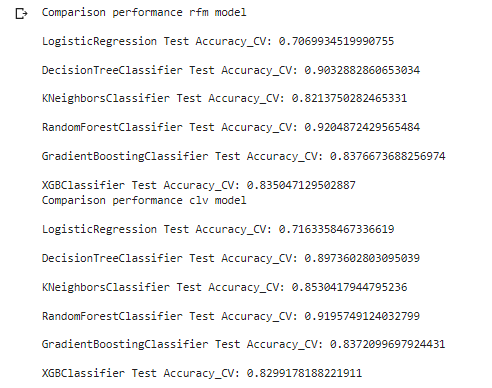 Comparison performance rfm model
LogisticRegression Test Accuracy_CV: 0.7069934519990755
DecisionTreeClassifier Test Accuracy_CV: 0.9032882860653034
KNeighborsClassifier Test Accuracy_CV: 0.8213750282465331
RandomForestClassifier Test Accuracy_CV: 0.9204872429565484
GradientBoostingClassifier Test Accuracy_CV: 0.8376673688256974
XGBClassifier Test Accuracy_CV: 0.835047129502887
Comparison performance clv model
LogisticRegression Test Accuracy_CV: 0.7163358467336619
DecisionTreeClassifier Test Accuracy_CV: 0.8973602803095039
KNeighborsClassifier Test Accuracy_CV: 0.8530417944795236
RandomForestClassifier Test Accuracy_CV: 0.9195749124032799
GradientBoostingClassifier Test Accuracy_CV: 0.8372099697924431
XGBClassifier Test Accuracy_CV: 0.8299178188221911